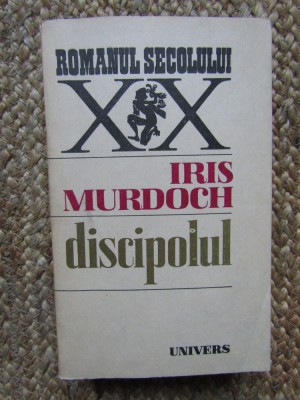 ROMANUL SECOLULUI
XX
IRIS
MURDOCH
discipolul
UNIVERS